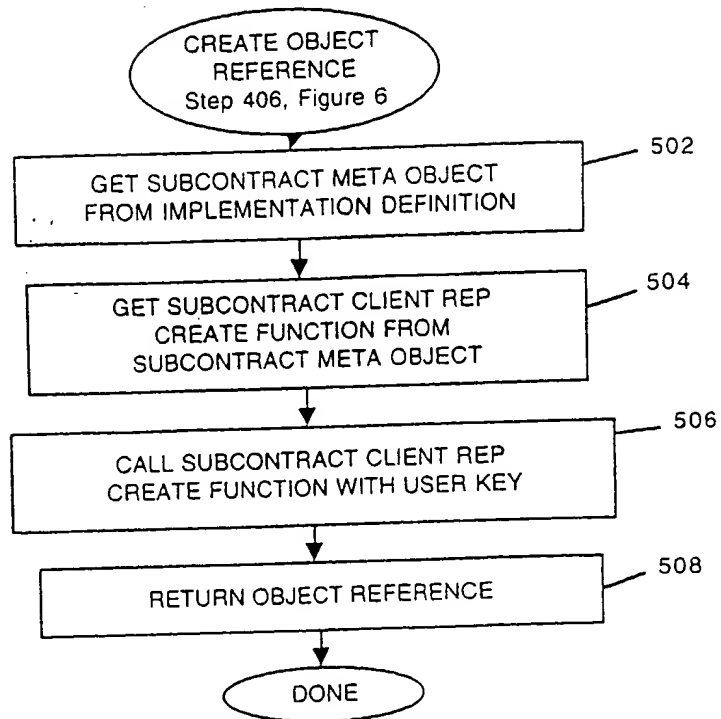 CREATE OBJECT
REFERENCE
Step 406, Figure 6
502
GET SUBCONTRACT META OBJECT
FROM IMPLEMENTATION DEFINITION
504
GET SUBCONTRACT CLIENT REP
CREATE FUNCTION FROM
SUBCONTRACT META OBJECT
506
CALL SUBCONTRACT CLIENT REP
CREATE FUNCTION WITH USER KEY
508
RETURN OBJECT REFERENCE
DONE